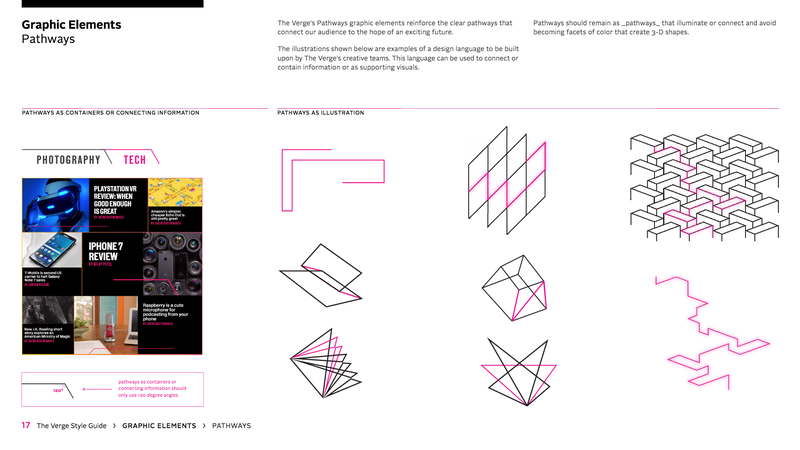 Graphic Elements
Pathways
The Verge's Pathways graphic elements reinforce the clear pathways that
connect our audience to the hope of an exciting future.
The illustrations shown below are examples of a design language to be built
upon by The Verge's creative teams. This language can be used to connect or
contain information or as supporting visuals.
Pathways should remain as _pathways_ that illuminate or connect and avoid
becoming facets of color that create 3-D shapes.
PATHWAYS AS CONTAINERS OR CONNECTING INFORMATION
PATHWAYS AS ILLUSTRATION
PHOTOGRAPHY TECH
PLAYSTATION VR
REVIEW: WHEN
GOOD ENOUGH
IS GREAT
Amazon's simpler,
cheaper Echo Dot is
still pretty great
IPHONE 7
REVIEW
BY NILAY PATEL
T-Mobile is second US
carrier to halt Galaxy
Note 7 sales
Raspberry is a cute
microphone for
podcasting from your
phone
New J.K. Rowling short
story explores an
American Ministry of Magic
120°
pathways as containers or
connecting information should
only use 120 degree angles
17 The Verge Style Guide > GRAPHIC ELEMENTS > PATHWAYS